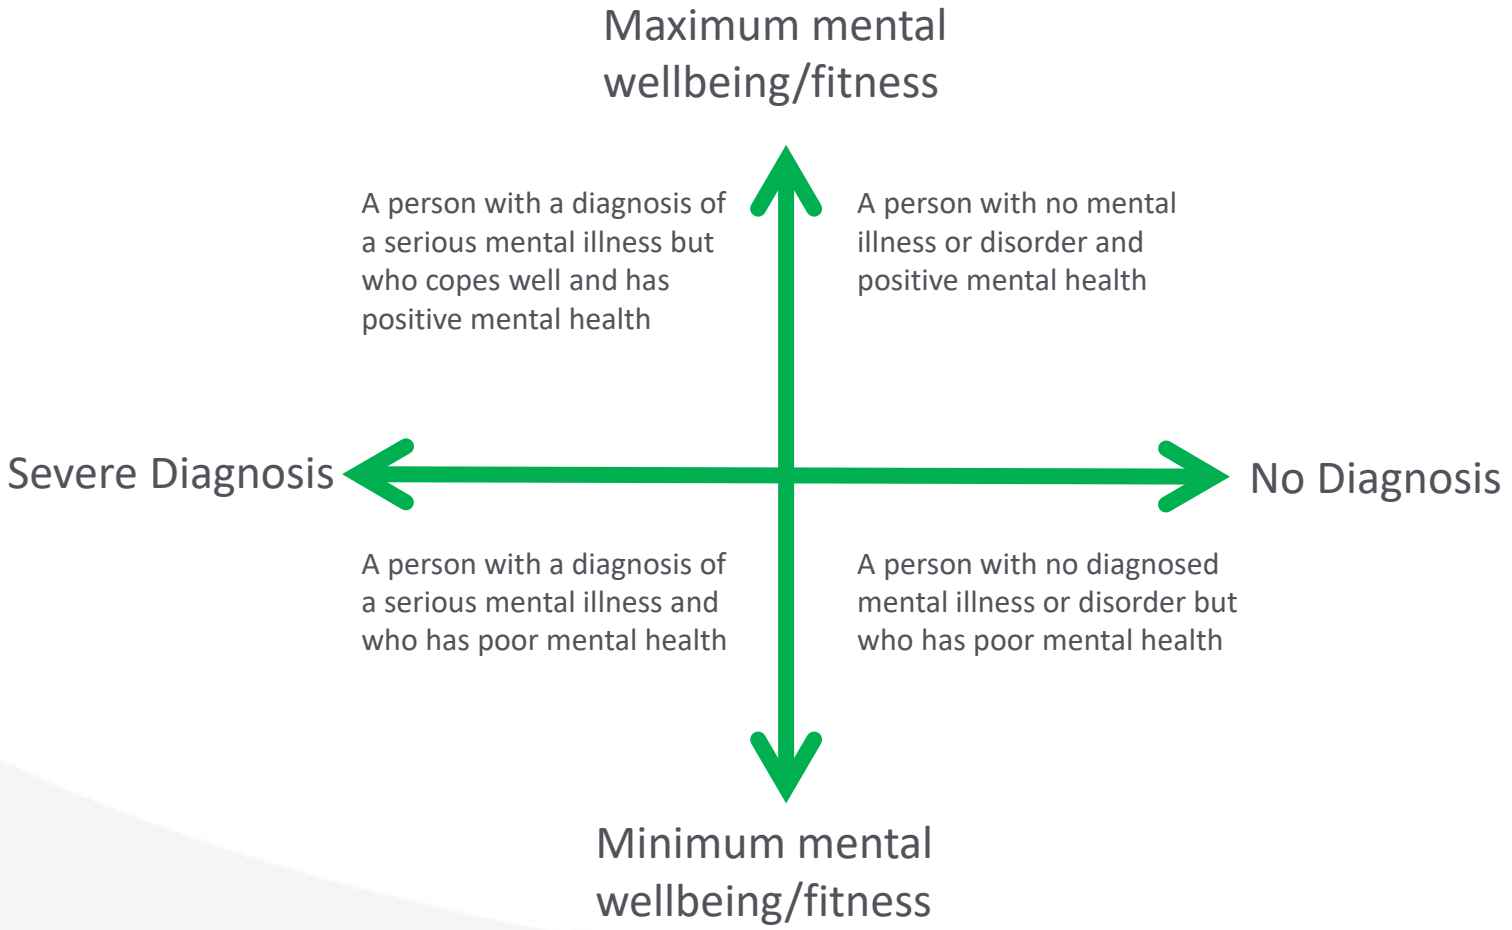 Maximum mental
wellbeing/fitness
A person with a diagnosis of
a serious mental illness but
who copes well and has
positive mental health
A person with no mental
illness or disorder and
positive mental health
Severe Diagnosis
No Diagnosis
A person with a diagnosis of
a serious mental illness and
who has poor mental health
A person with no diagnosed
mental illness or disorder but
who has poor mental health
Minimum mental
wellbeing/fitness